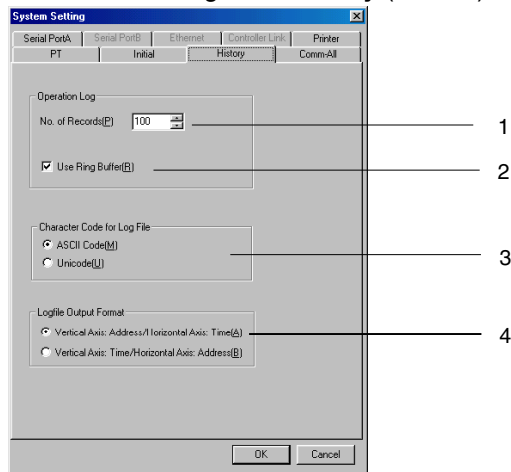 System Setting
Serial PortA Serial PortB Ethernet Controller Link Printer
PT Initial History Comm-All
Operation Log
No. of Records(P) 100
1
Use Ring Buffer(R)
2
Character Code for Log File
ASCII Code(M)
Unicode(U)
3
Logfile Output Format
Vertical Axis: Address/Horizontal Axis: Time(A)
4
Vertical Axis: Time/Horizontal Axis: Address(B)
OK Cancel